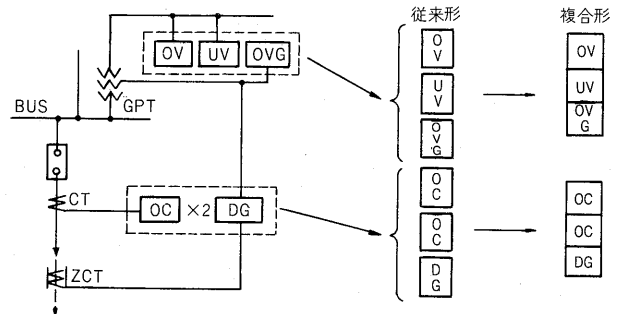 従来形
複合形
OV
UV
OVG
GPT
BUS
CT
OC
×2
DG
ZCT
OV
UV
OVG
OC
OC
DG
OV
UV
OVG
OC
OC
DG